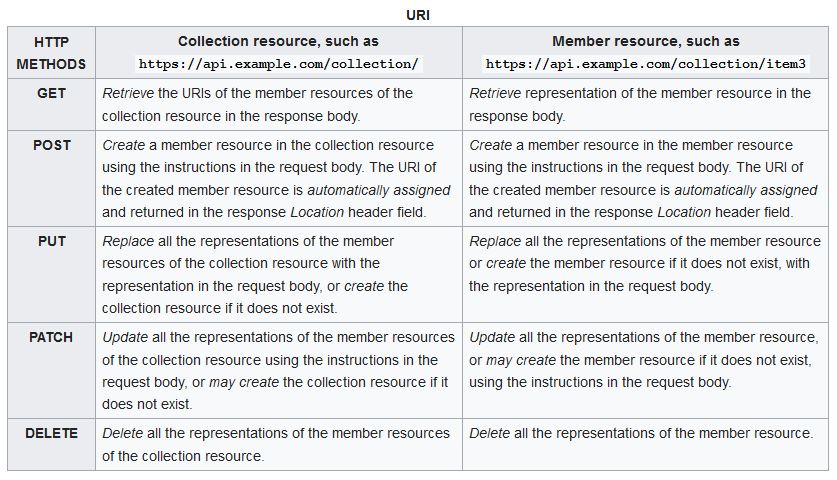 URI
HTTP
METHODS
Collection resource, such as
https://api.example.com/collection/
Member resource, such as
https://api.example.com/collection/item3
GET
Retrieve the URIs of the member resources of the
collection resource in the response body.
Retrieve representation of the member resource in the
response body.
POST
Create a member resource in the collection resource
using the instructions in the request body. The URI of
the created member resource is automatically assigned
and returned in the response Location header field.
Create a member resource in the member resource
using the instructions in the request body. The URI of
the created member resource is automatically assigned
and returned in the response Location header field.
PUT
Replace all the representations of the member
resources of the collection resource with the
representation in the request body, or create the
collection resource if it does not exist.
Replace all the representations of the member resource
or create the member resource if it does not exist, with
the representation in the request body.
PATCH
Update all the representations of the member resources
of the collection resource using the instructions in the
request body, or may create the collection resource if it
does not exist.
Update all the representations of the member resource,
or may create the member resource if it does not exist,
using the instructions in the request body.
DELETE
Delete all the representations of the member resources
of the collection resource.
Delete all the representations of the member resource.